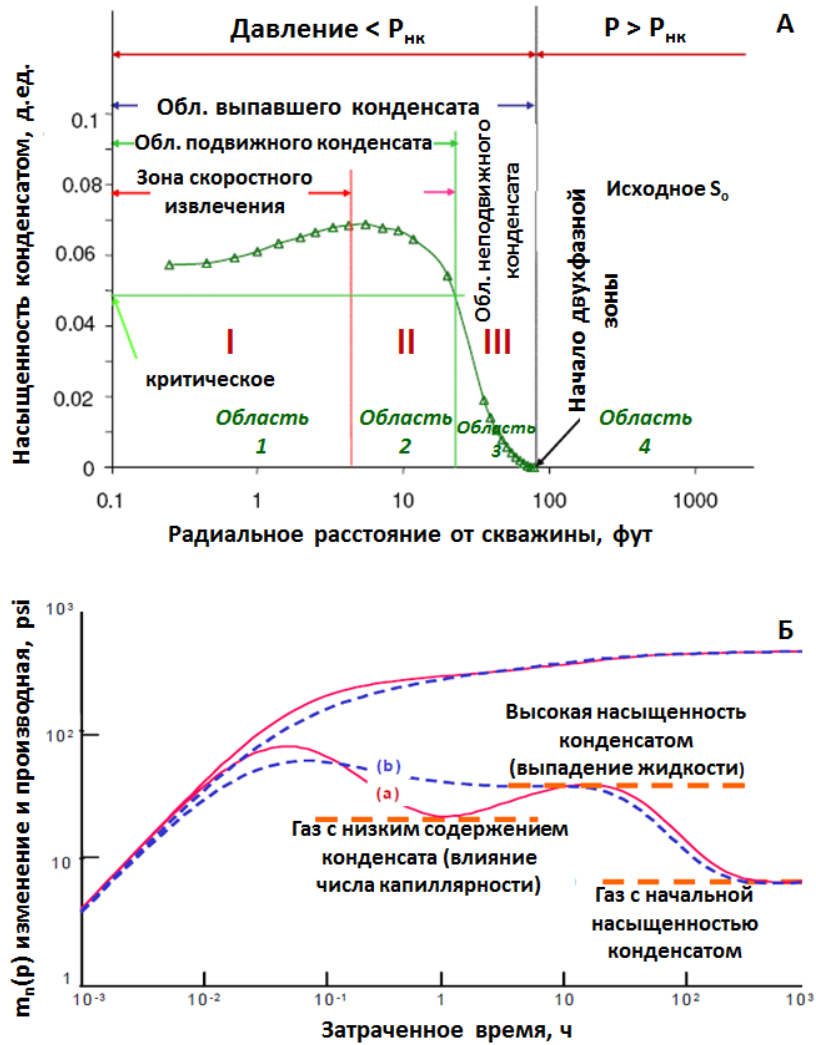 Давление < Pнк
P > Pнк
А
Насыщенность конденсатом, д.ед.
Обл. выпавшего конденсата
Обл. подвижного конденсата
Зона скоростного
извлечения
Обл. неподвижного
конденсата
Исходное So
Начало двухфазной
зоны
0.1
0.08
0.06
0.04
0.02
0
I
II
III
критическое
Область
1
Область
2
Область
3
Область
4
0.1
1
10
100
1000
Радиальное расстояние от скважины, фут
Б
mn(p) изменение и производная, psi
10³
10²
10
1
Высокая насыщенность
конденсатом
(выпадение жидкости)
(b)
(a)
Газ с низким содержением
конденсата (влияние
числа капиллярности)
Газ с начальной
насыщенностью
конденсатом
10⁻³
10⁻²
10⁻¹
1
10
10²
10³
Затраченное время, ч